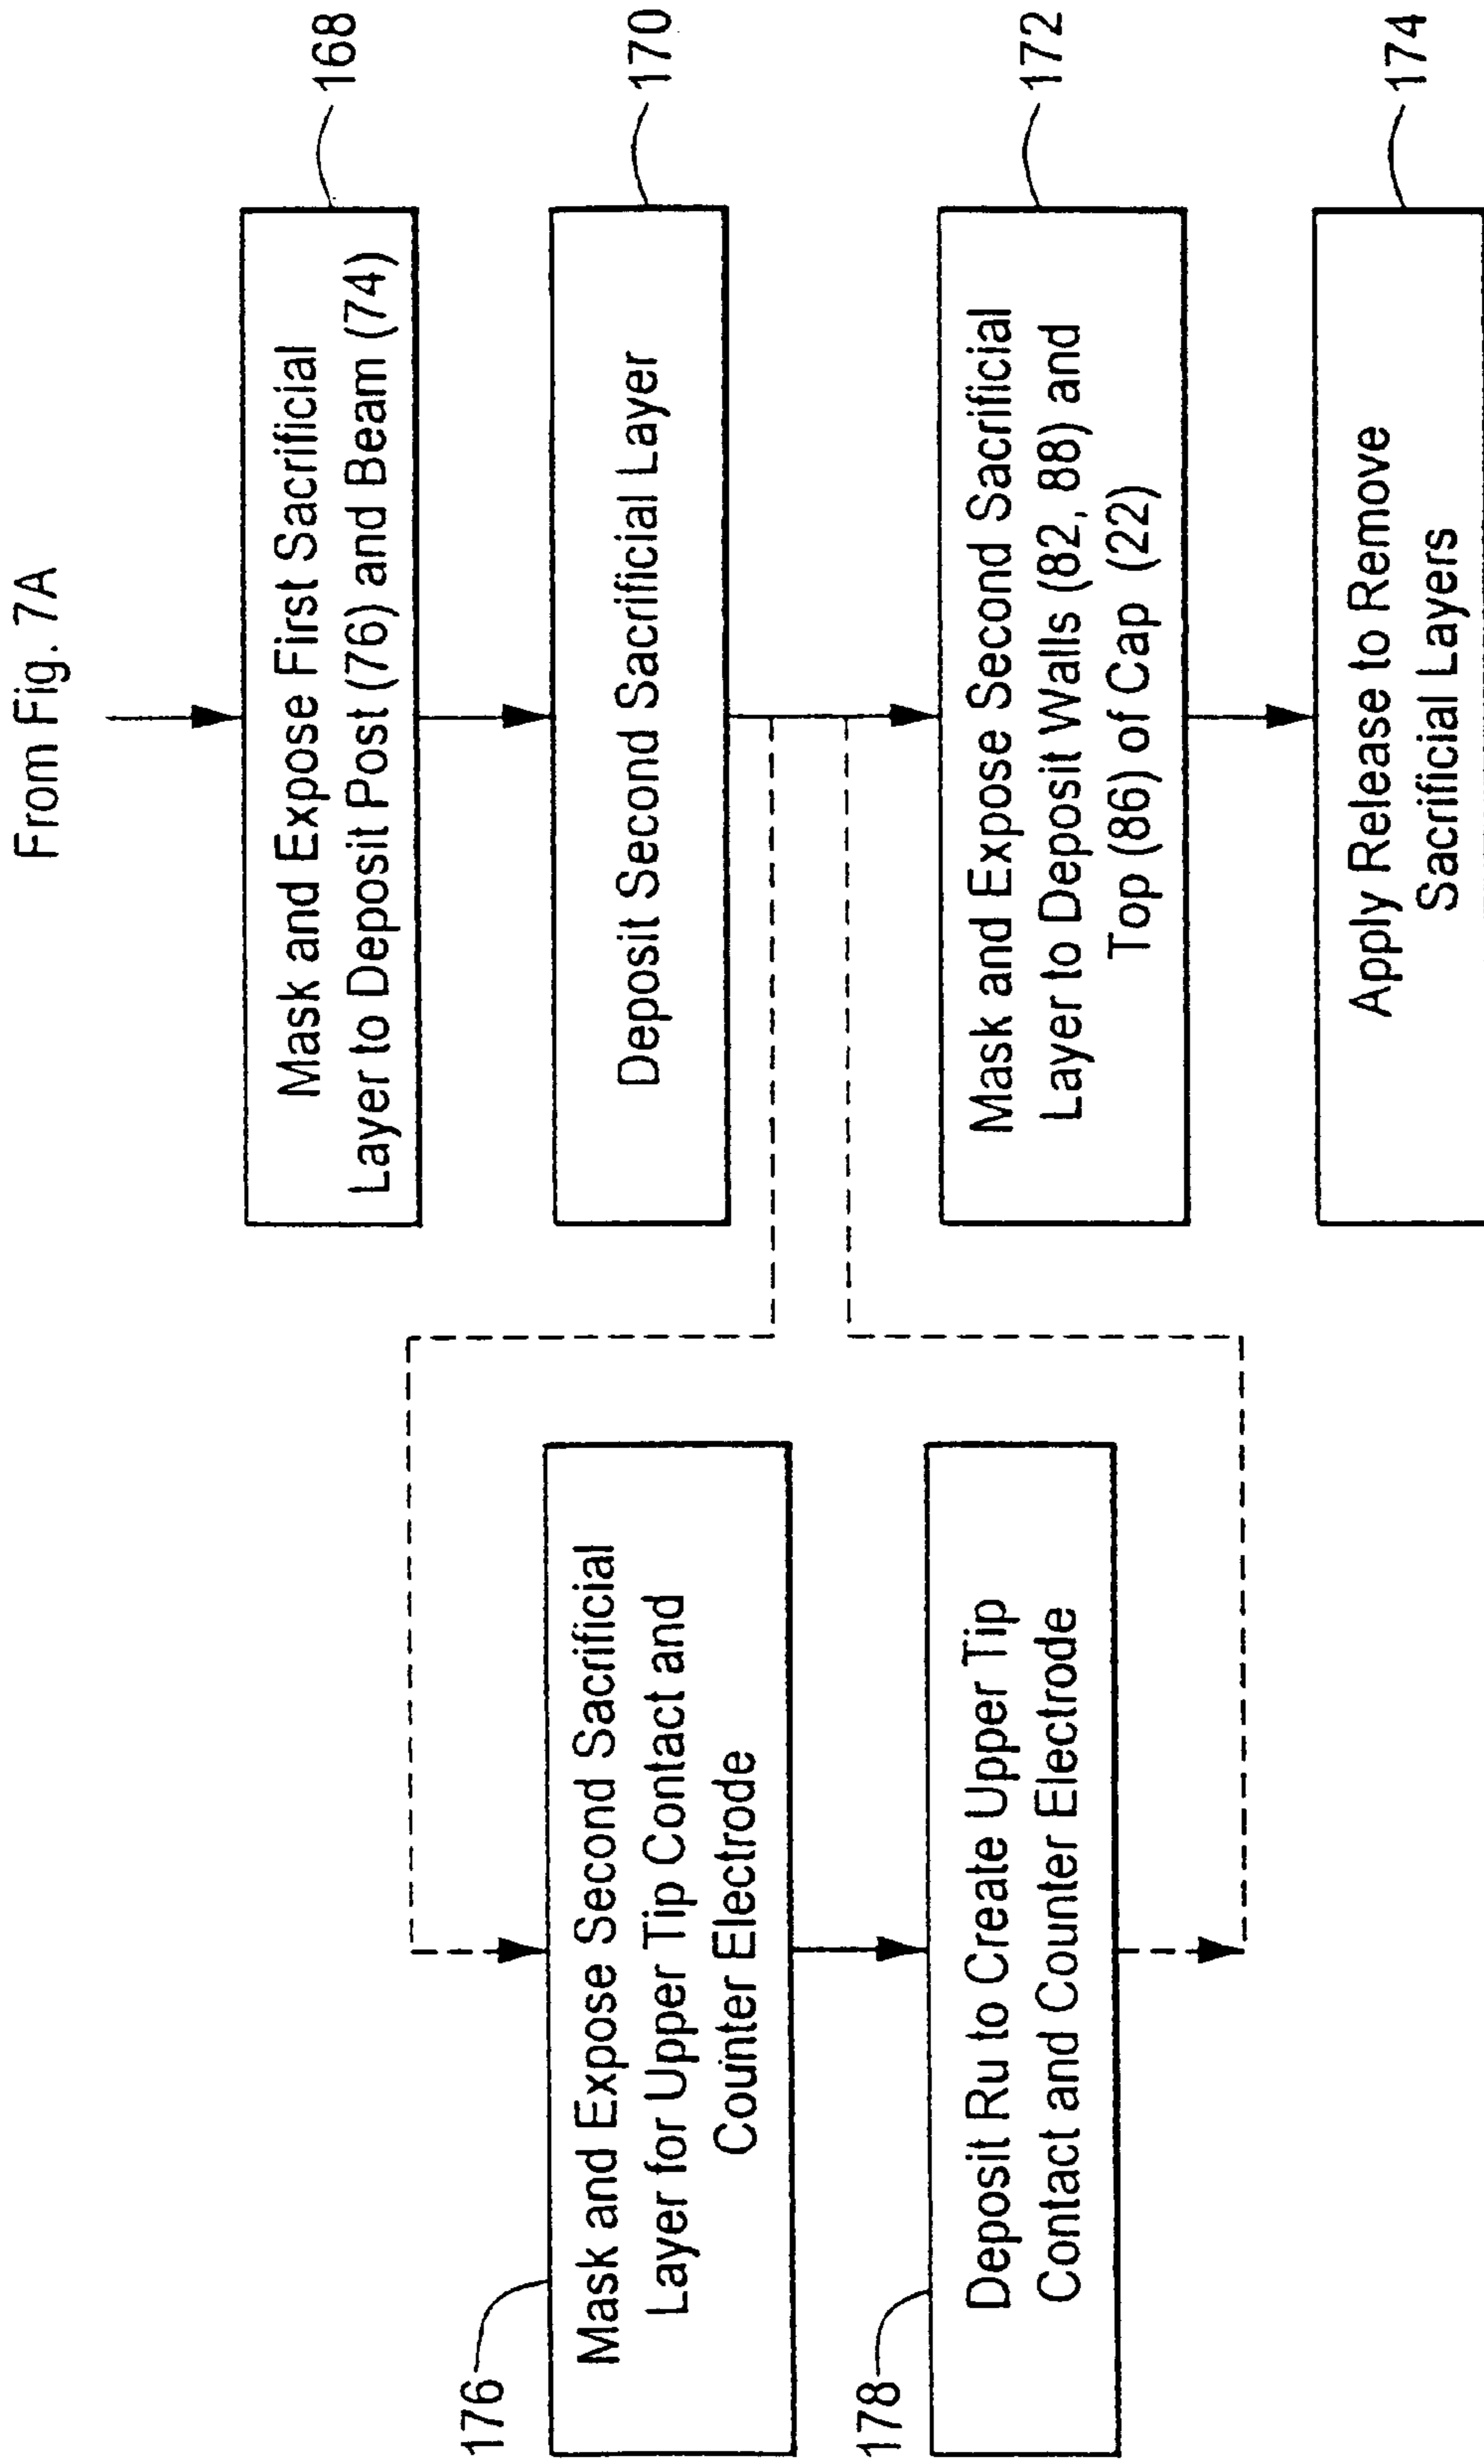 From Fig. 7A
Mask and Expose First Sacrificial
Layer to Deposit Post (76) and Beam (74)
168
Deposit Second Sacrificial Layer
170
Mask and Expose Second Sacrificial
Layer to Deposit Walls (82, 88) and
Top (86) of Cap (22)
172
Apply Release to Remove
Sacrificial Layers
174
176
Mask and Expose Second Sacrificial
Layer for Upper Tip Contact and
Counter Electrode
178
Deposit Ru to Create Upper Tip
Contact and Counter Electrode